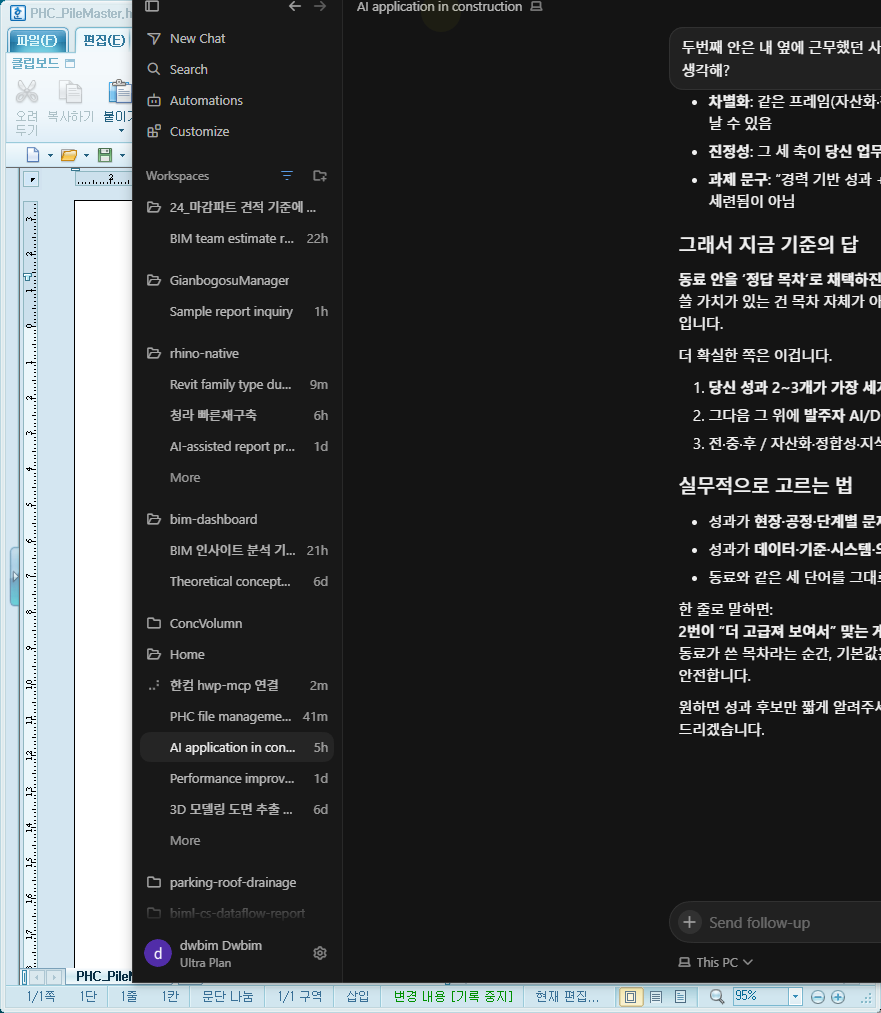 PHC_PileMaster.h
파일(F)
편집(E)
클립보드
오려
두기
복사하기
붙이기
New Chat
Search
Automations
Customize
Workspaces
24_마감파트 견적 기준에 ...
BIM team estimate r... 22h
GianbogosuManager
Sample report inquiry 1h
rhino-native
Revit family type du... 9m
청라 빠른재구축 6h
AI-assisted report pr... 1d
More
bim-dashboard
BIM 인사이트 분석 기... 21h
Theoretical concept... 6d
ConcVolumn
Home
한컴 hwp-mcp 연결 2m
PHC file manageme... 41m
AI application in con... 5h
Performance improv... 1d
3D 모델링 도면 추출 ... 6d
More
parking-roof-drainage
biml-cs-dataflow-report
d
dwbim Dwbim
Ultra Plan
AI application in construction
두번째 안은 내 옆에 근무했던 사
생각해?
차별화: 같은 프레임(자산화·
날 수 있음
진정성: 그 세 축이 당신 업무
과제 문구: “경력 기반 성과 +
세련됨이 아님
그래서 지금 기준의 답
동료 안을 ‘정답 목차’로 채택하진
쓸 가치가 있는 건 목차 자체가 아
입니다.
더 확실한 쪽은 이겁니다.
1. 당신 성과 2~3개가 가장 세게
2. 그다음 그 위에 발주자 AI/D
3. 전·중·후 / 자산화·정합성·지식
실무적으로 고르는 법
성과가 현장·공정·단계별 문제
성과가 데이터·기준·시스템·의
동료와 같은 세 단어를 그대로
한 줄로 말하면:
2번이 “더 고급져 보여서” 맞는 게
동료가 쓴 목차라는 순간, 기본값은
안전합니다.
원하면 성과 후보만 짧게 알려주시
드리겠습니다.
Send follow-up
This PC
PHC_PileM
1/1쪽 1단 1줄 1칸 문단 나눔 1/1 구역 삽입 변경 내용 [기록 중지] 현재 편집... 95%